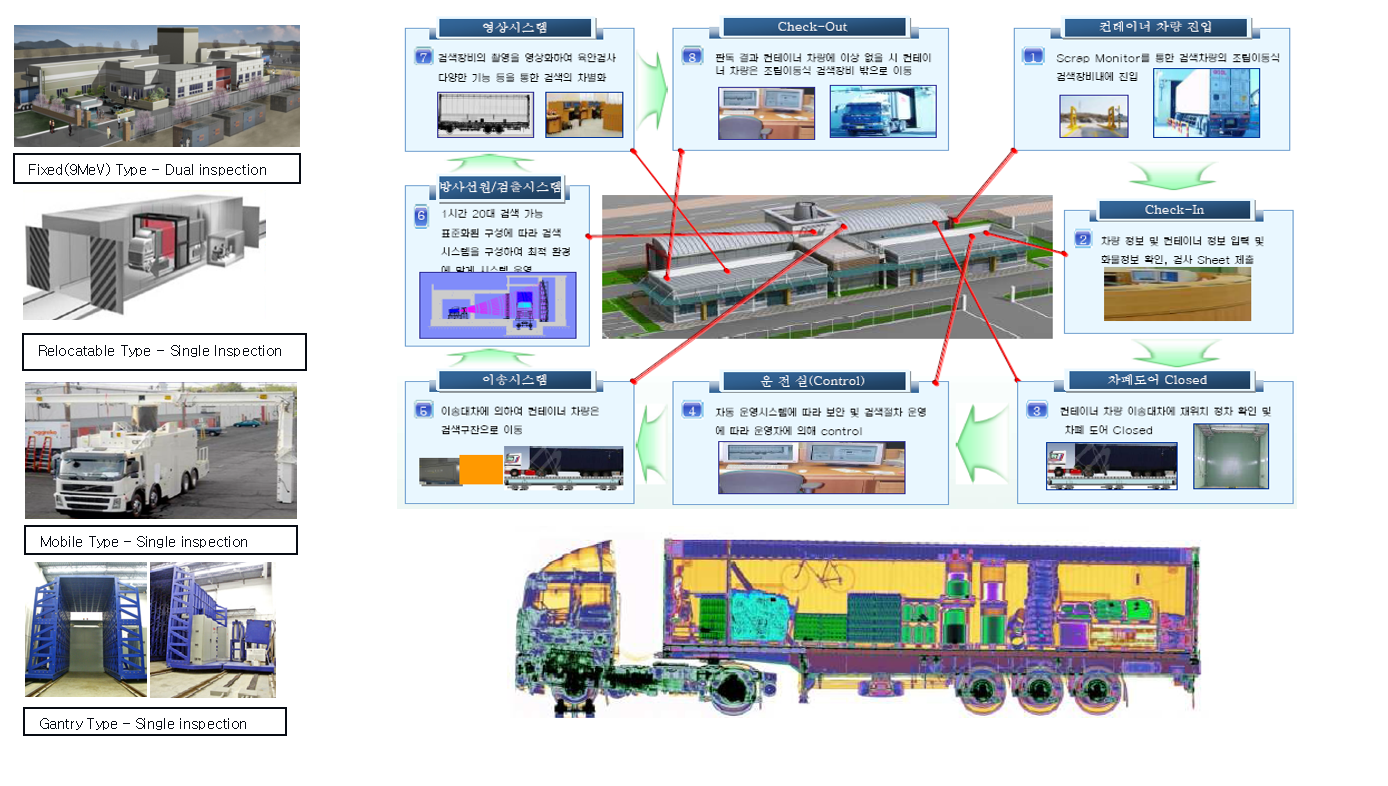 Fixed(9MeV) Type - Dual inspection
Relocatable Type - Single Inspection
Mobile Type - Single inspection
Gantry Type - Single inspection
영상시스템
7
검색장비의 촬영을 영상화하여 육안검사
다양한 기능 등을 통한 검색의 차별화
Check-Out
8
판독 결과 컨테이너 차량에 이상 없을 시 컨테이
너 차량은 조립이동식 검색장비 밖으로 이동
컨테이너 차량 진입
1
Scrap Monitor를 통한 검색차량의 조립이동식
검색장비내에 진입
방사선원/검출시스템
6
1시간 20대 검색 가능
표준화된 구성에 따라 검색
시스템을 구성하여 최적 환경
에 맞게 시스템 운영
Check-In
2
차량 정보 및 컨테이너 정보 입력 및
화물정보 확인, 검사 Sheet 제출
이송시스템
5
이송대차에 의하여 컨테이너 차량은
검색구잔으로 이동
운 전 실(Control)
4
자동 운영시스템에 따라 보안 및 검색절차 운영
에 따라 운영자에 의해 control
차폐도어 Closed
3
컨테이너 차량 이송대차에 재위치 정차 확인 및
차폐 도어 Closed